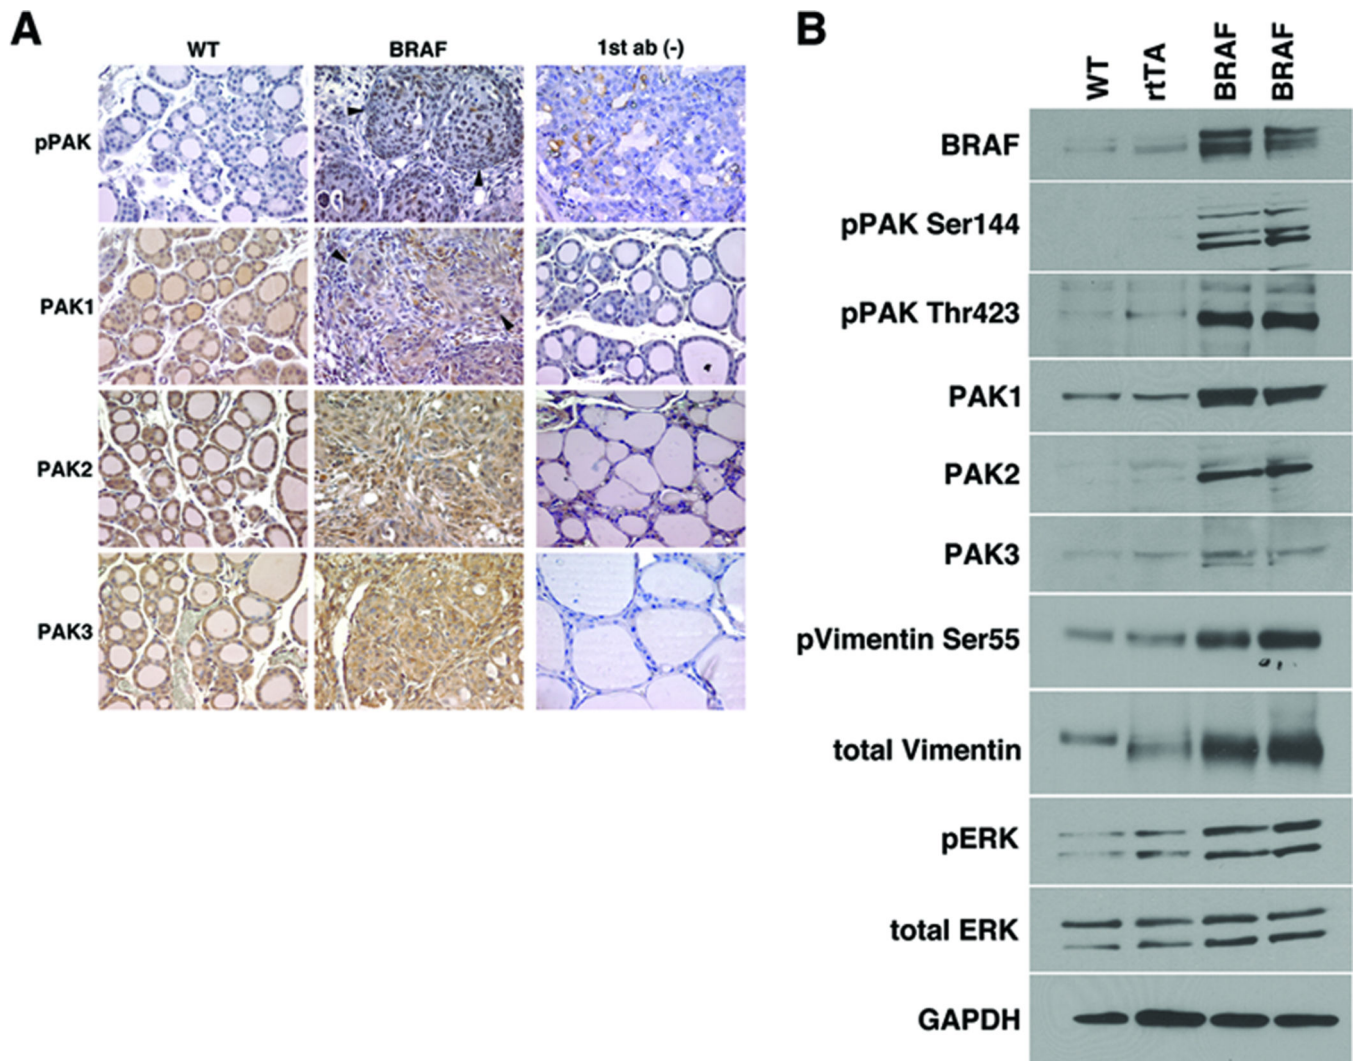 A
WT BRAF 1st ab (-)
pPAK
PAK1
PAK2
PAK3
B
WT rtTA BRAF BRAF
BRAF
pPAK Ser144
pPAK Thr423
PAK1
PAK2
PAK3
pVimentin Ser55
total Vimentin
pERK
total ERK
GAPDH